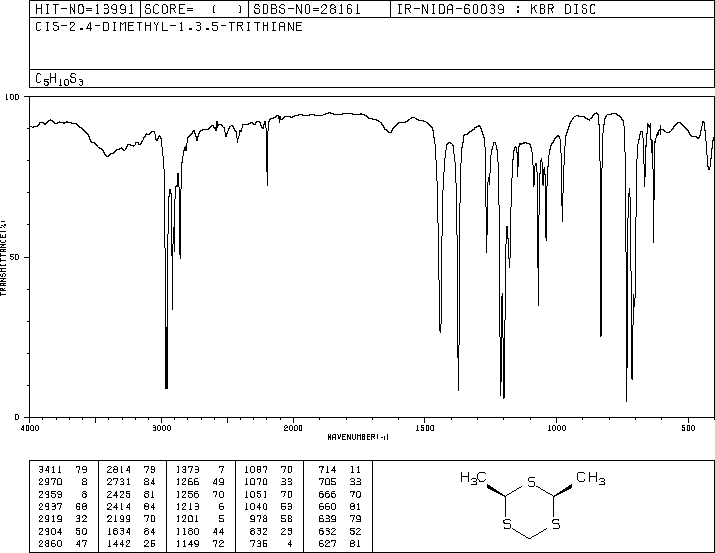 HIT-NO=13991 SCORE= ( ) SDBS-NO=28161 IR-NIDA-60039 : KBR DISC
CIS-2,4-DIMETHYL-1,3,5-TRITHIANE
C5H10S3
100
TRANSMITTANCE(%)
50
0
4000 3000 2000 1500 1000 500
WAVENUMBER(-1)
3411 79 2814 79 1373 7 1087 70 714 11
2970 8 2731 84 1266 49 1070 33 705 33
2959 8 2425 81 1256 70 1051 70 666 70
2937 60 2414 84 1213 6 1040 53 660 81
2919 32 2199 70 1201 5 978 58 639 79
2904 50 1634 84 1180 44 832 25 632 52
2860 47 1442 26 1149 72 736 4 627 81
H3C S CH3
S S